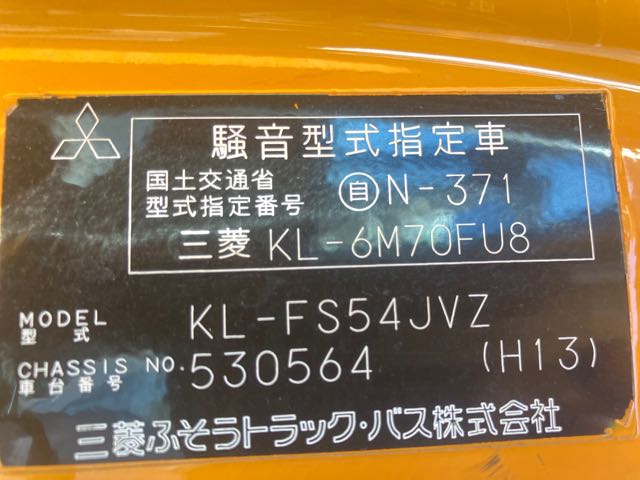 騒音型式指定車
国土交通省
型式指定番号 自N-371
三菱 KL-6M70FU8
MODEL
型式 KL-FS54JVZ
CHASSIS NO.
車台番号 530564 (H13)
三菱ふそうトラック・バス株式会社